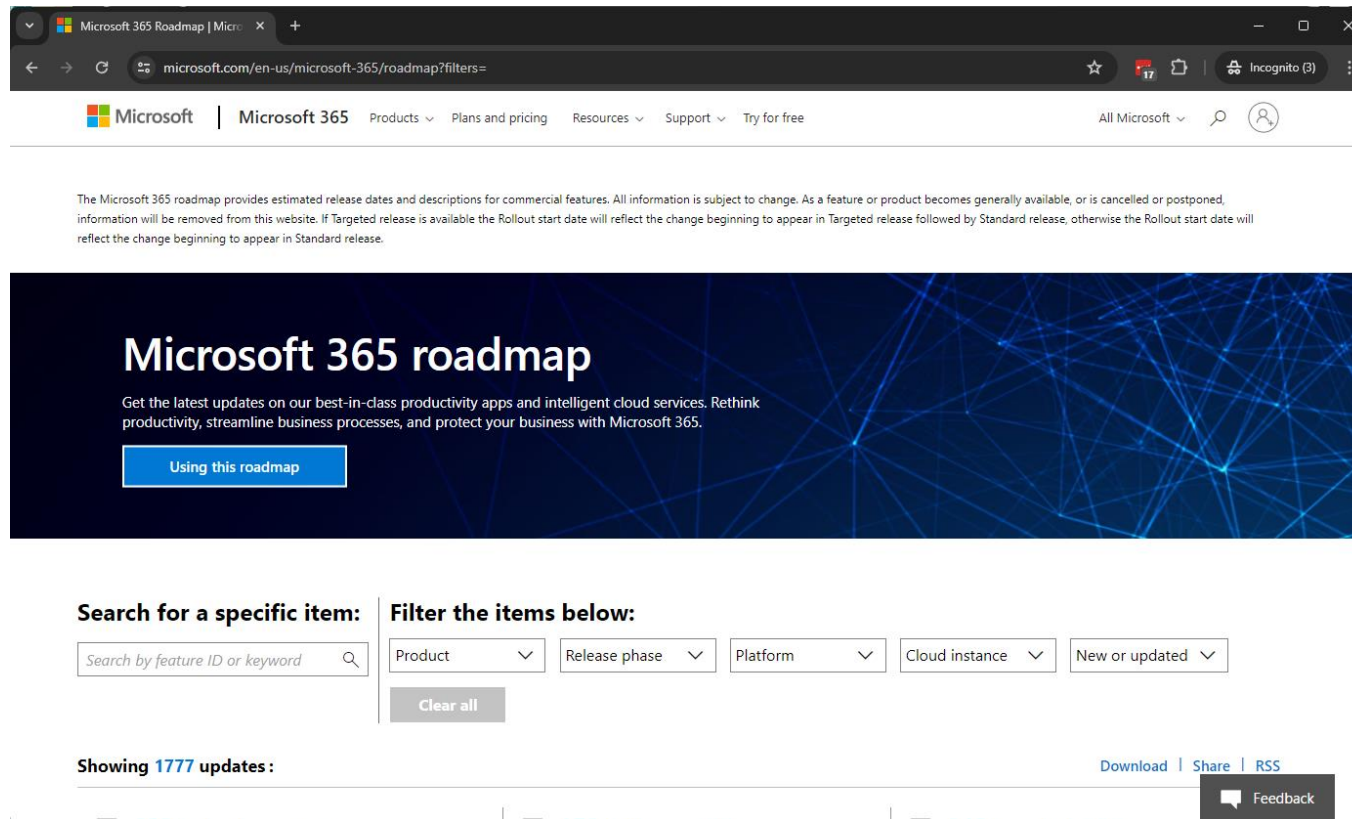 Microsoft 365 Roadmap | Micro
microsoft.com/en-us/microsoft-365/roadmap?filters=
17
Incognito (3)
Microsoft
Microsoft 365
Products
Plans and pricing
Resources
Support
Try for free
All Microsoft
The Microsoft 365 roadmap provides estimated release dates and descriptions for commercial features. All information is subject to change. As a feature or product becomes generally available, or is cancelled or postponed,
information will be removed from this website. If Targeted release is available the Rollout start date will reflect the change beginning to appear in Targeted release followed by Standard release, otherwise the Rollout start date will
reflect the change beginning to appear in Standard release.
Microsoft 365 roadmap
Get the latest updates on our best-in-class productivity apps and intelligent cloud services. Rethink
productivity, streamline business processes, and protect your business with Microsoft 365.
Using this roadmap
Search for a specific item:
Search by feature ID or keyword
Filter the items below:
Product
Release phase
Platform
Cloud instance
New or updated
Clear all
Showing 1777 updates:
Download | Share | RSS
Feedback